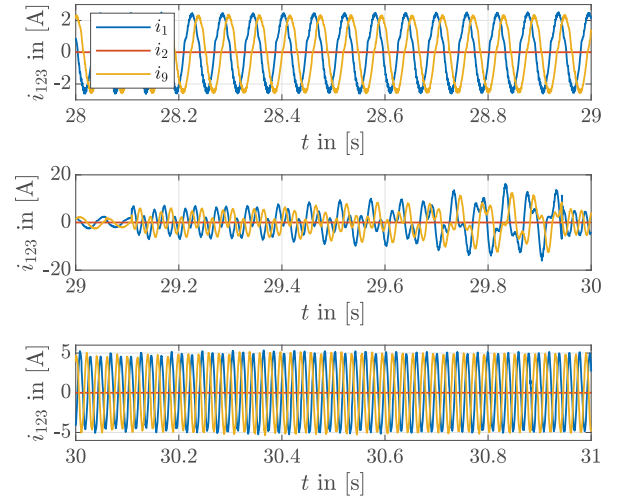 2
0
-2
i₁₂₃ in [A]
i₁
i₂
i₉
28 28.2 28.4 28.6 28.8 29
t in [s]
20
0
-20
i₁₂₃ in [A]
29 29.2 29.4 29.6 29.8 30
t in [s]
5
0
-5
i₁₂₃ in [A]
30 30.2 30.4 30.6 30.8 31
t in [s]